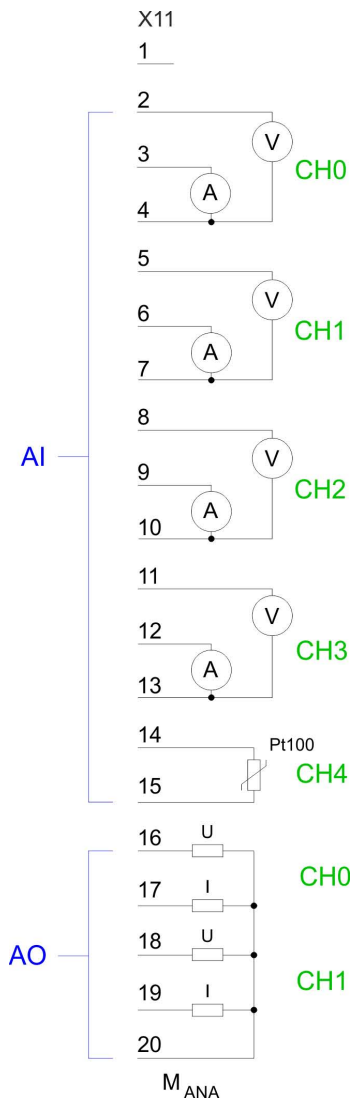 X11
1
2
V
CH0
3
A
4
5
V
CH1
6
A
7
8
V
AI
CH2
9
A
10
11
V
CH3
12
A
13
14
Pt100
CH4
15
16
U
CH0
17
I
AO
18
U
CH1
19
I
20
M ANA